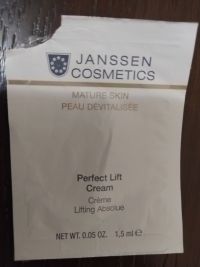 JANSSEN
COSMETICS
MATURE SKIN
PEAU DÉVITALISÉE
Perfect Lift
Cream
Crème
Lifting Absolue
NET WT. 0.05 OZ. 1,5 ml ℮